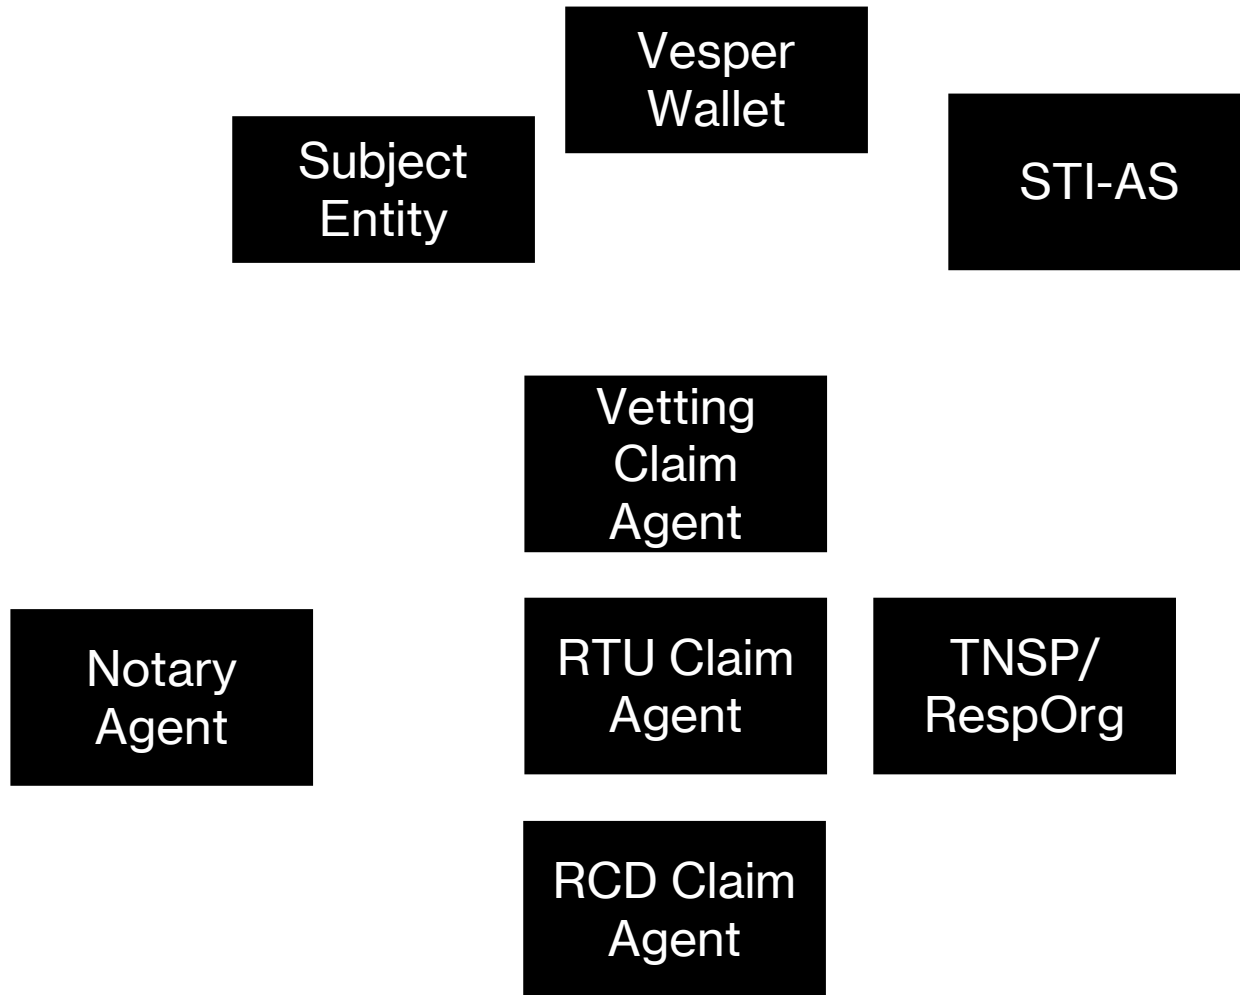 Vesper
Wallet
Subject
Entity
STI-AS
Vetting
Claim
Agent
Notary
Agent
RTU Claim
Agent
TNSP/
RespOrg
RCD Claim
Agent